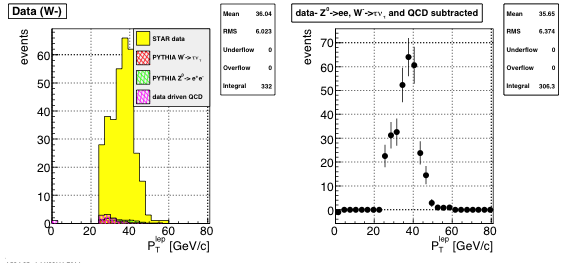 Data (W-)
Mean 36.04
RMS 6.023
Underflow 0
Overflow 0
Integral 332
events
STAR data
PYTHIA W-->τν_τ
PYTHIA Z⁰->e⁺e⁻
data driven QCD
60
50
40
30
20
10
0
0 20 40 60 80
P_T^lep [GeV/c]
data- Z⁰->ee, W->τν_τ and QCD subtracted
Mean 35.65
RMS 6.374
Underflow 0
Overflow 0
Integral 306.3
events
70
60
50
40
30
20
10
0
0 20 40 60 80
P_T^lep [GeV/c]